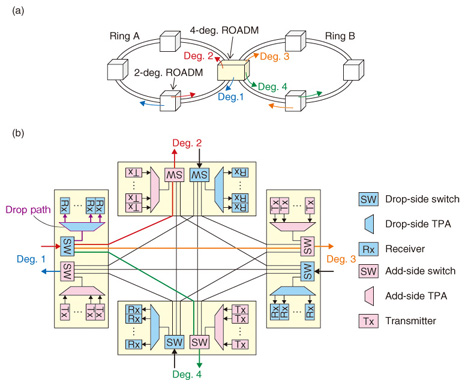 (a)
4-deg. ROADM
Ring A
Ring B
Deg. 2
Deg. 3
2-deg. ROADM
Deg. 4
Deg.1
(b)
Deg. 2
Tx
Tx
SW
SW
Rx
Rx
Rx
Rx Rx
Drop path
SW
Deg. 1
SW
Tx
Tx Tx
Tx
Tx Tx
SW
Deg. 3
SW
Rx
Rx Rx
Rx
Rx
Rx
SW
SW
Tx
Tx
Tx
Deg. 4
SW Drop-side switch
Drop-side TPA
Rx Receiver
SW Add-side switch
Add-side TPA
Tx Transmitter